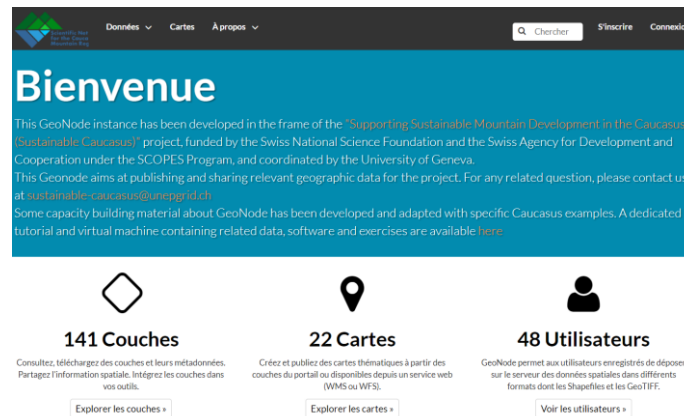 Scientific Net
for the Caucasus
Mountain Reg
Données
Cartes
À propos
Chercher
S'inscrire
Connexio
Bienvenue
This GeoNode instance has been developed in the frame of the "Supporting Sustainable Mountain Development in the Caucasus
(Sustainable Caucasus)" project, funded by the Swiss National Science Foundation and the Swiss Agency for Development and
Cooperation under the SCOPES Program, and coordinated by the University of Geneva.
This Geonode aims at publishing and sharing relevant geographic data for the project. For any related question, please contact us
at sustainable-caucasus@unepgrid.ch
Some capacity building material about GeoNode has been developed and adapted with specific Caucasus examples. A dedicated
tutorial and virtual machine containing related data, software and exercises are available here
141 Couches
Consultez, téléchargez des couches et leurs métadonnées.
Partagez l'information spatiale. Intégrez les couches dans
vos outils.
Explorer les couches »
22 Cartes
Créez et publiez des cartes thématiques à partir des
couches du portail ou disponibles depuis un service web
(WMS ou WFS).
Explorer les cartes »
48 Utilisateurs
GeoNode permet aux utilisateurs enregistrés de dépose
sur le serveur des données spatiales dans différents
formats dont les Shapefiles et les GeoTIFF.
Voir les utilisateurs »